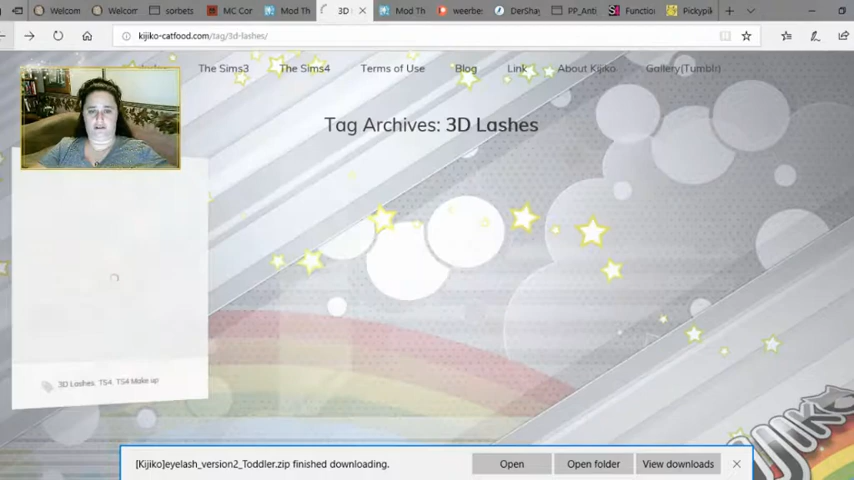 Welcom
Welcom
sorbets
MC Cor
Mod Th
3D
Mod Th
weerbe
DerSha
PP_Anti
Functio
Pickypik
kijiko-catfood.com/tag/3d-lashes/
The Sims3
The Sims4
Terms of Use
Blog
Link
About Kijiko
Gallery(Tumblr)
Tag Archives: 3D Lashes
3D Lashes, TS4, TS4 Make up
[Kijiko]eyelash_version2_Toddler.zip finished downloading.
Open
Open folder
View downloads